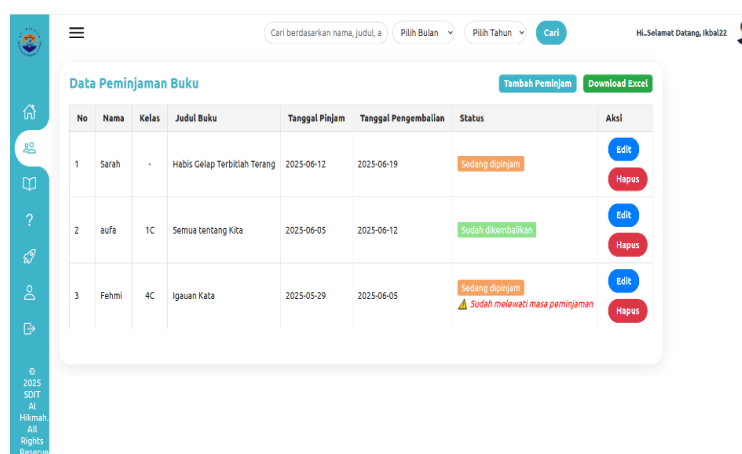 Cari berdasarkan nama, judul, a
Pilih Bulan
Pilih Tahun
Cari
Hi..Selamat Datang, Ikbal22
Data Peminjaman Buku
Tambah Peminjam
Download Excel
No Nama Kelas Judul Buku Tanggal Pinjam Tanggal Pengembalian Status Aksi
1 Sarah - Habis Gelap Terbitlah Terang 2025-06-12 2025-06-19 Sedang dipinjam Edit
Hapus
2 aufa 1C Semua tentang Kita 2025-06-05 2025-06-12 Sudah dikembalikan Edit
Hapus
3 Fehmi 4C Igauan Kata 2025-05-29 2025-06-05 Sedang dipinjam Edit
Sudah melewati masa peminjaman
Hapus
©
2025
SDIT
Al
Hikmah.
All
Rights
Reserve